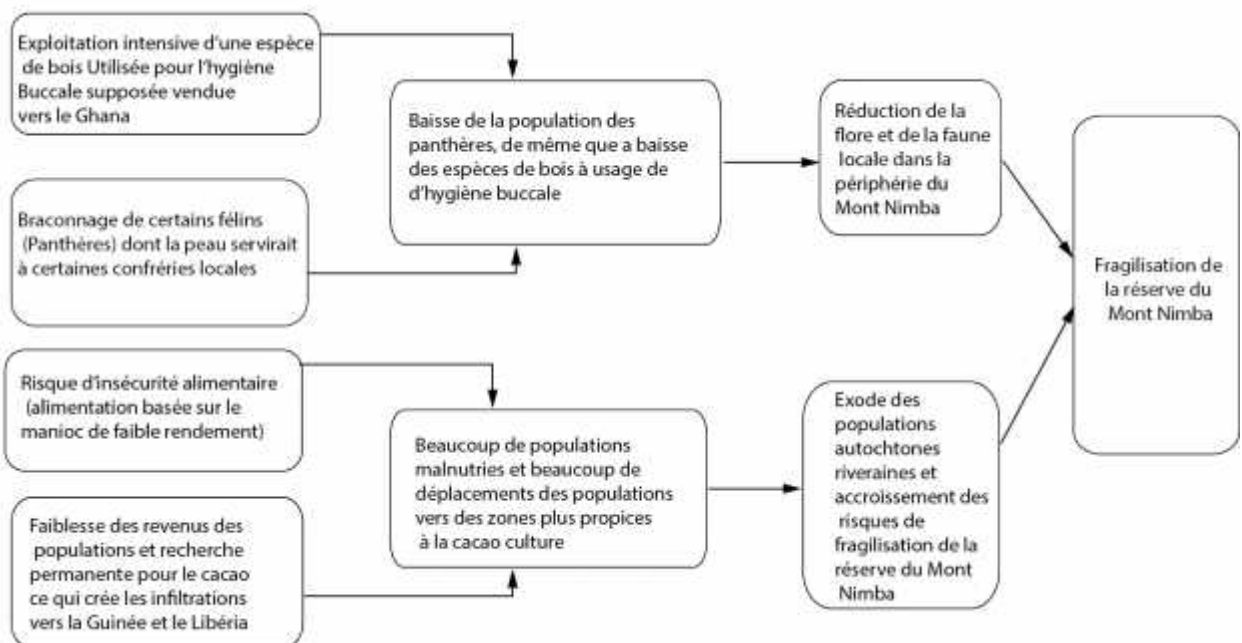 Exploitation intensive d'une espèce
de bois Utilisée pour l'hygiène
Buccale supposée vendue
vers le Ghana
Braconnage de certains félins
(Panthères) dont la peau servirait
à certaines confréries locales
Baisse de la population des
panthères, de même que a baisse
des espèces de bois à usage de
d'hygiène buccale
Réduction de la
flore et de la faune
locale dans la
périphérie du
Mont Nimba
Fragilisation de
la réserve du
Mont Nimba
Risque d'insécurité alimentaire
(alimentation basée sur le
manioc de faible rendement)
Faiblesse des revenus des
populations et recherche
permanente pour le cacao
ce qui crée les infiltrations
vers la Guinée et le Libéria
Beaucoup de populations
malnutries et beaucoup de
déplacements des populations
vers des zones plus propices
à la cacao culture
Exode des
populations
autochtones
riveraines et
accroissement des
risques de
fragilisation de la
réserve du Mont
Nimba